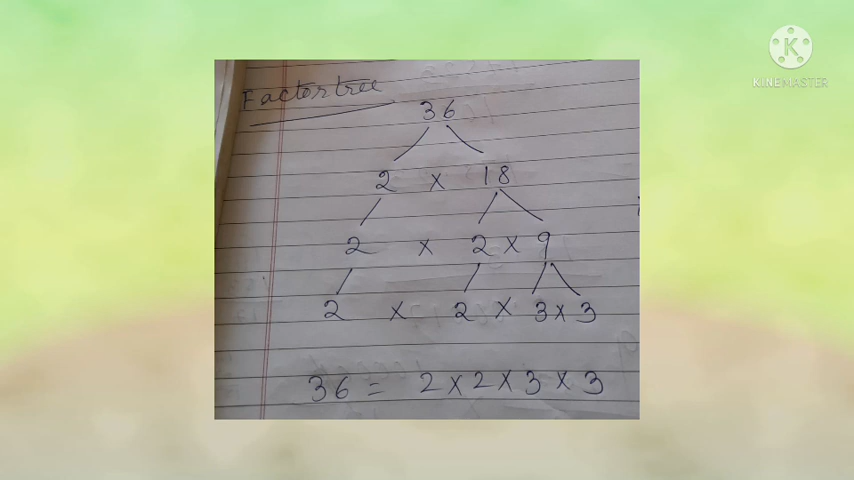 KINEMASTER
Factor tree
36
2 x 18
2 x 2 x 9
2 x 2 x 3 x 3
36 = 2 x 2 x 3 x 3